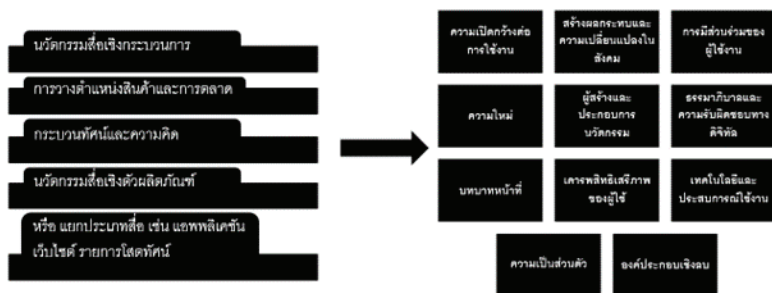 นวัตกรรมสื่อเชิงกระบวนการ
การวางตำแหน่งสินค้าและการตลาด
กระบวนทัศน์และความคิด
นวัตกรรมสื่อเชิงตัวผลิตภัณฑ์
หรือ แยกประเภทสื่อ เช่น แอพพลิเคชัน
เว็บไซต์ รายการโสตทัศน์
ความเปิดกว้างต่อ
การใช้งาน
สร้างผลกระทบและ
ความเปลี่ยนแปลงใน
สังคม
การมีส่วนร่วมของ
ผู้ใช้งาน
ความใหม่
ผู้สร้างและ
ประกอบการ
นวัตกรรม
ธรรมาภิบาลและ
ความรับผิดชอบทาง
ดิจิทัล
บทบาทหน้าที่
เคารพสิทธิเสรีภาพ
ของผู้ใช้
เทคโนโลยีและ
ประสบการณ์ใช้งาน
ความเป็นส่วนตัว
องค์ประกอบเชิงลบ